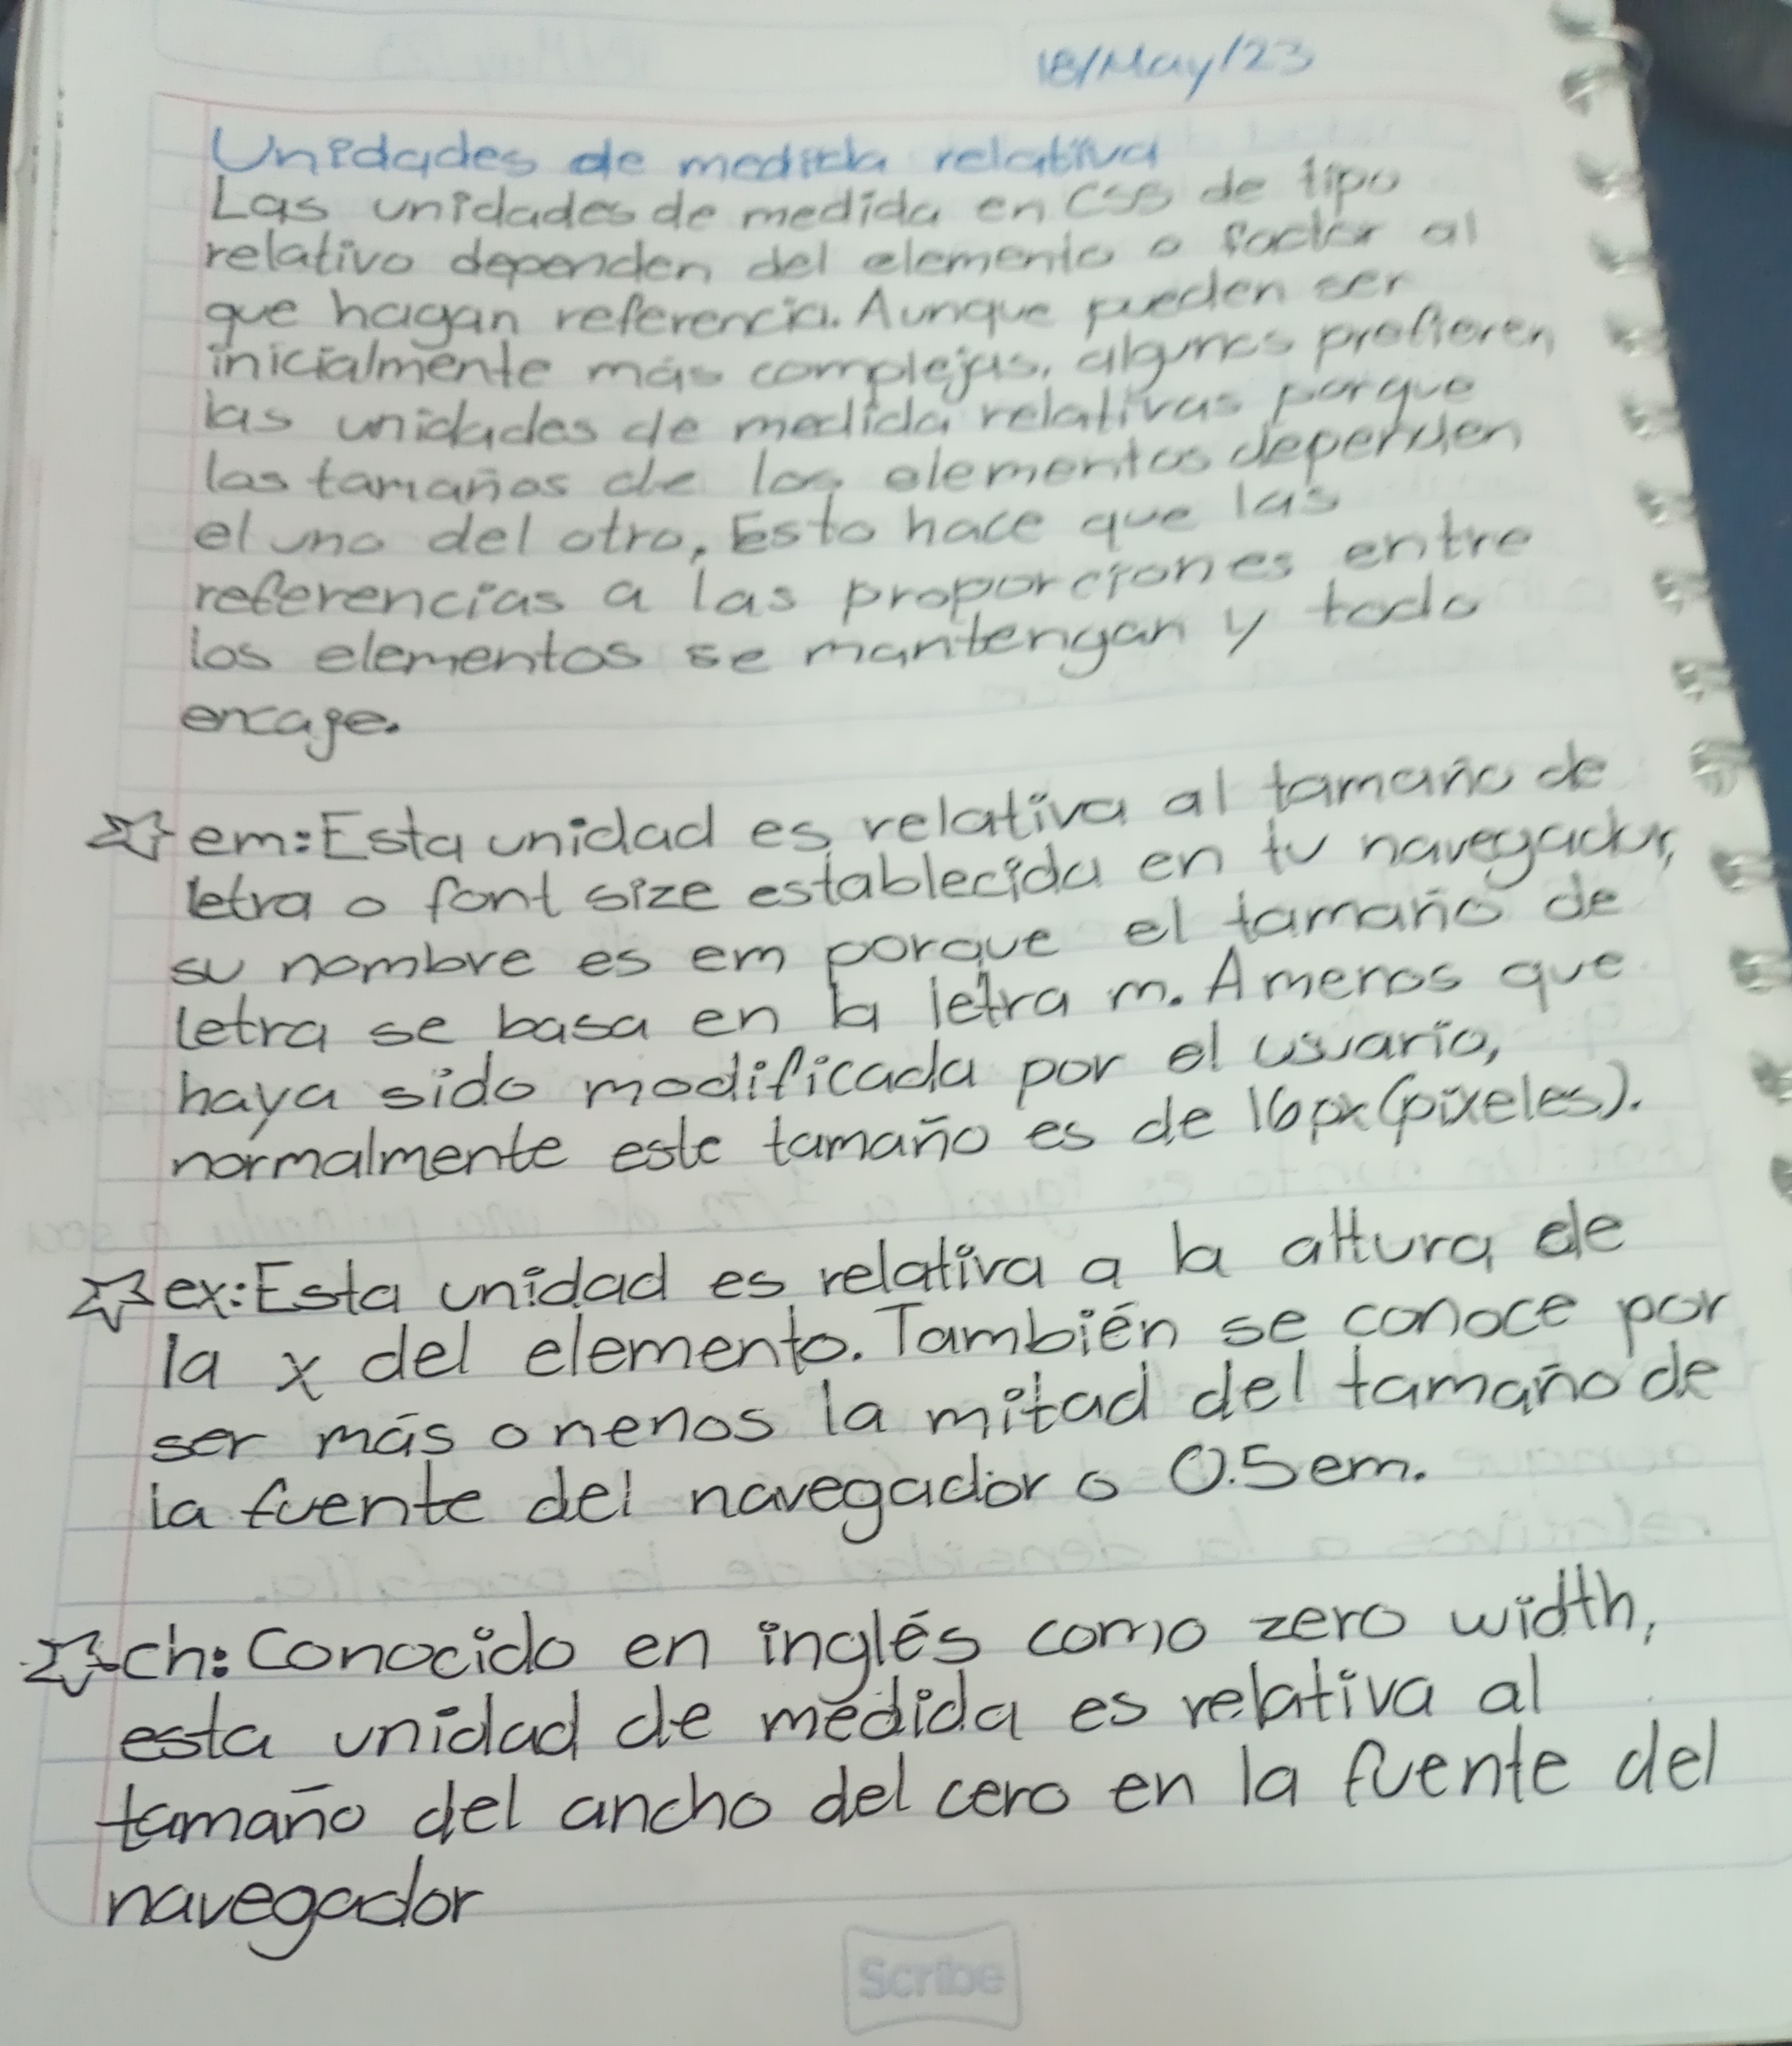 18/May/23
Unidades de medida relativa
Las unidades de medida en CSS de tipo
relativo dependen del elemento o factor al
que hagan referencia. Aunque pueden ser
inicialmente más complejas, algunos prefieren
las unidades de medida relativas porque
los tamaños de los elementos dependen
el uno del otro, Esto hace que las
referencias a las proporciones entre
los elementos se mantengan y todo
encaje.
em: Esta unidad es relativa al tamaño de
letra o font size establecida en tu navegador,
su nombre es em porque el tamaño de
letra se basa en la letra m. A menos que
haya sido modificada por el usuario,
normalmente este tamaño es de 16px (pixeles).
ex: Esta unidad es relativa a la altura de
la x del elemento. También se conoce por
ser más o nenos la mitad del tamaño de
la fuente del navegador o 0.5em.
ch: Conocido en inglés como zero width,
esta unidad de medida es relativa al
tamaño del ancho del cero en la fuente del
navegador
Scribe